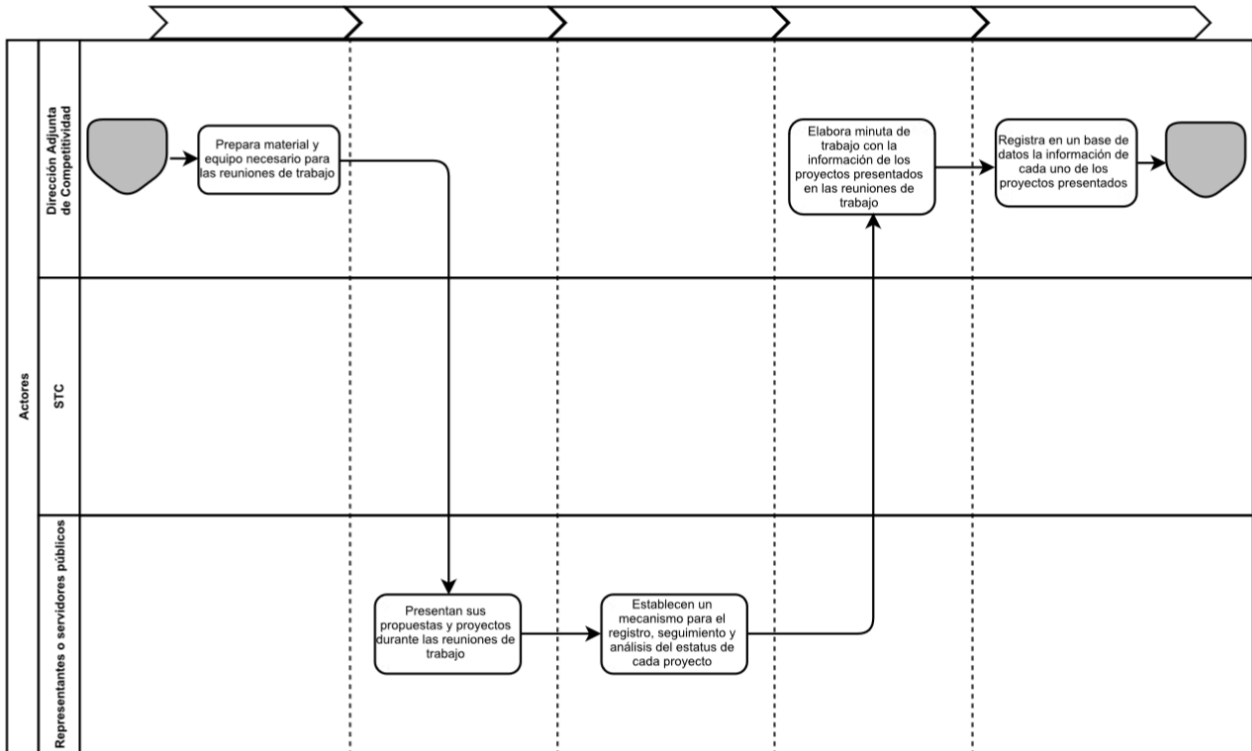 Actores
Dirección Adjunta
de Competitividad
Prepara material y
equipo necesario para
las reuniones de trabajo
Elabora minuta de
trabajo con la
información de los
proyectos presentados
en las reuniones de
trabajo
Registra en un base de
datos la información de
cada uno de los
proyectos presentados
STC
Representantes o servidores públicos
Presentan sus
propuestas y proyectos
durante las reuniones de
trabajo
Establecen un
mecanismo para el
registro, seguimiento y
análisis del estatus de
cada proyecto